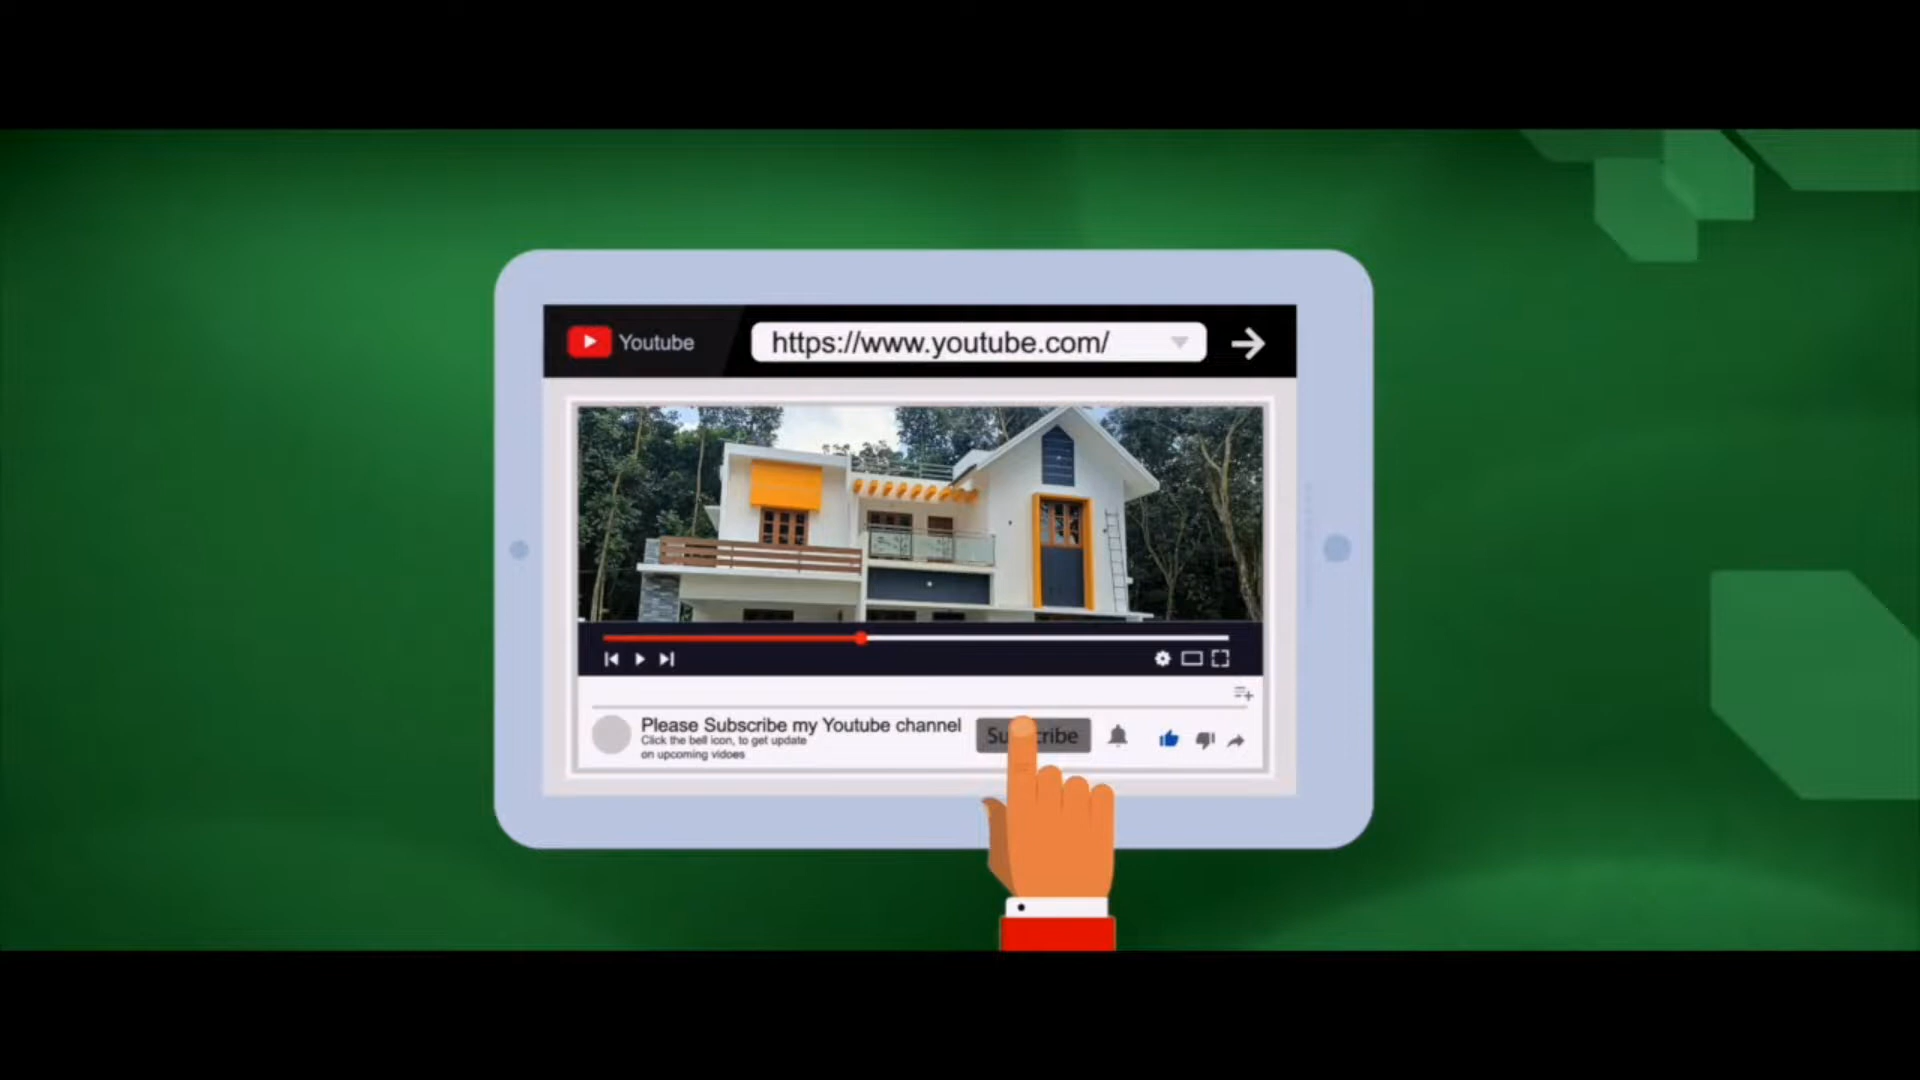 Youtube
https://www.youtube.com/
Please Subscribe my Youtube channel
Click the bell icon, to get update
on upcoming vidoes
Subscribe